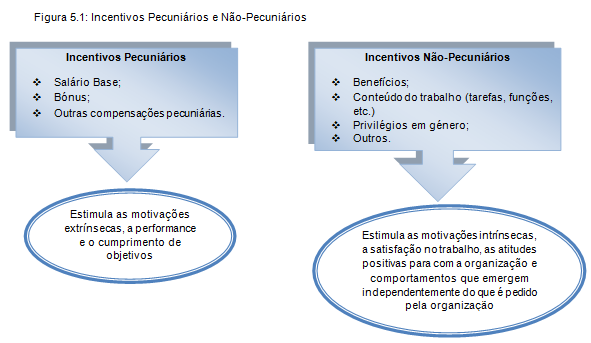 Figura 5.1: Incentivos Pecuniários e Não-Pecuniários
Incentivos Pecuniários
❖ Salário Base;
❖ Bónus;
❖ Outras compensações pecuniárias.
Estimula as motivações
extrínsecas, a performance
e o cumprimento de
objetivos
Incentivos Não-Pecuniários
❖ Benefícios;
❖ Conteúdo do trabalho (tarefas, funções,
etc.)
❖ Privilégios em género;
❖ Outros.
Estimula as motivações intrínsecas,
a satisfação no trabalho, as atitudes
positivas para com a organização e
comportamentos que emergem
independentemente do que é pedido
pela organização